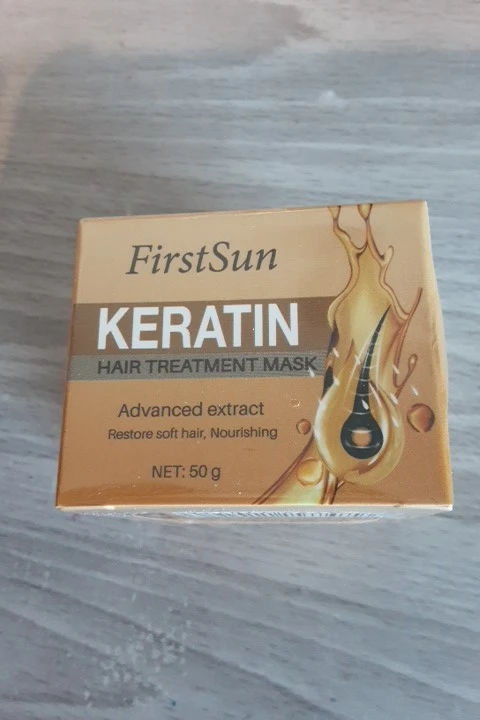 FirstSun
KERATIN
HAIR TREATMENT MASK
Advanced extract
Restore soft hair, Nourishing
NET: 50 g